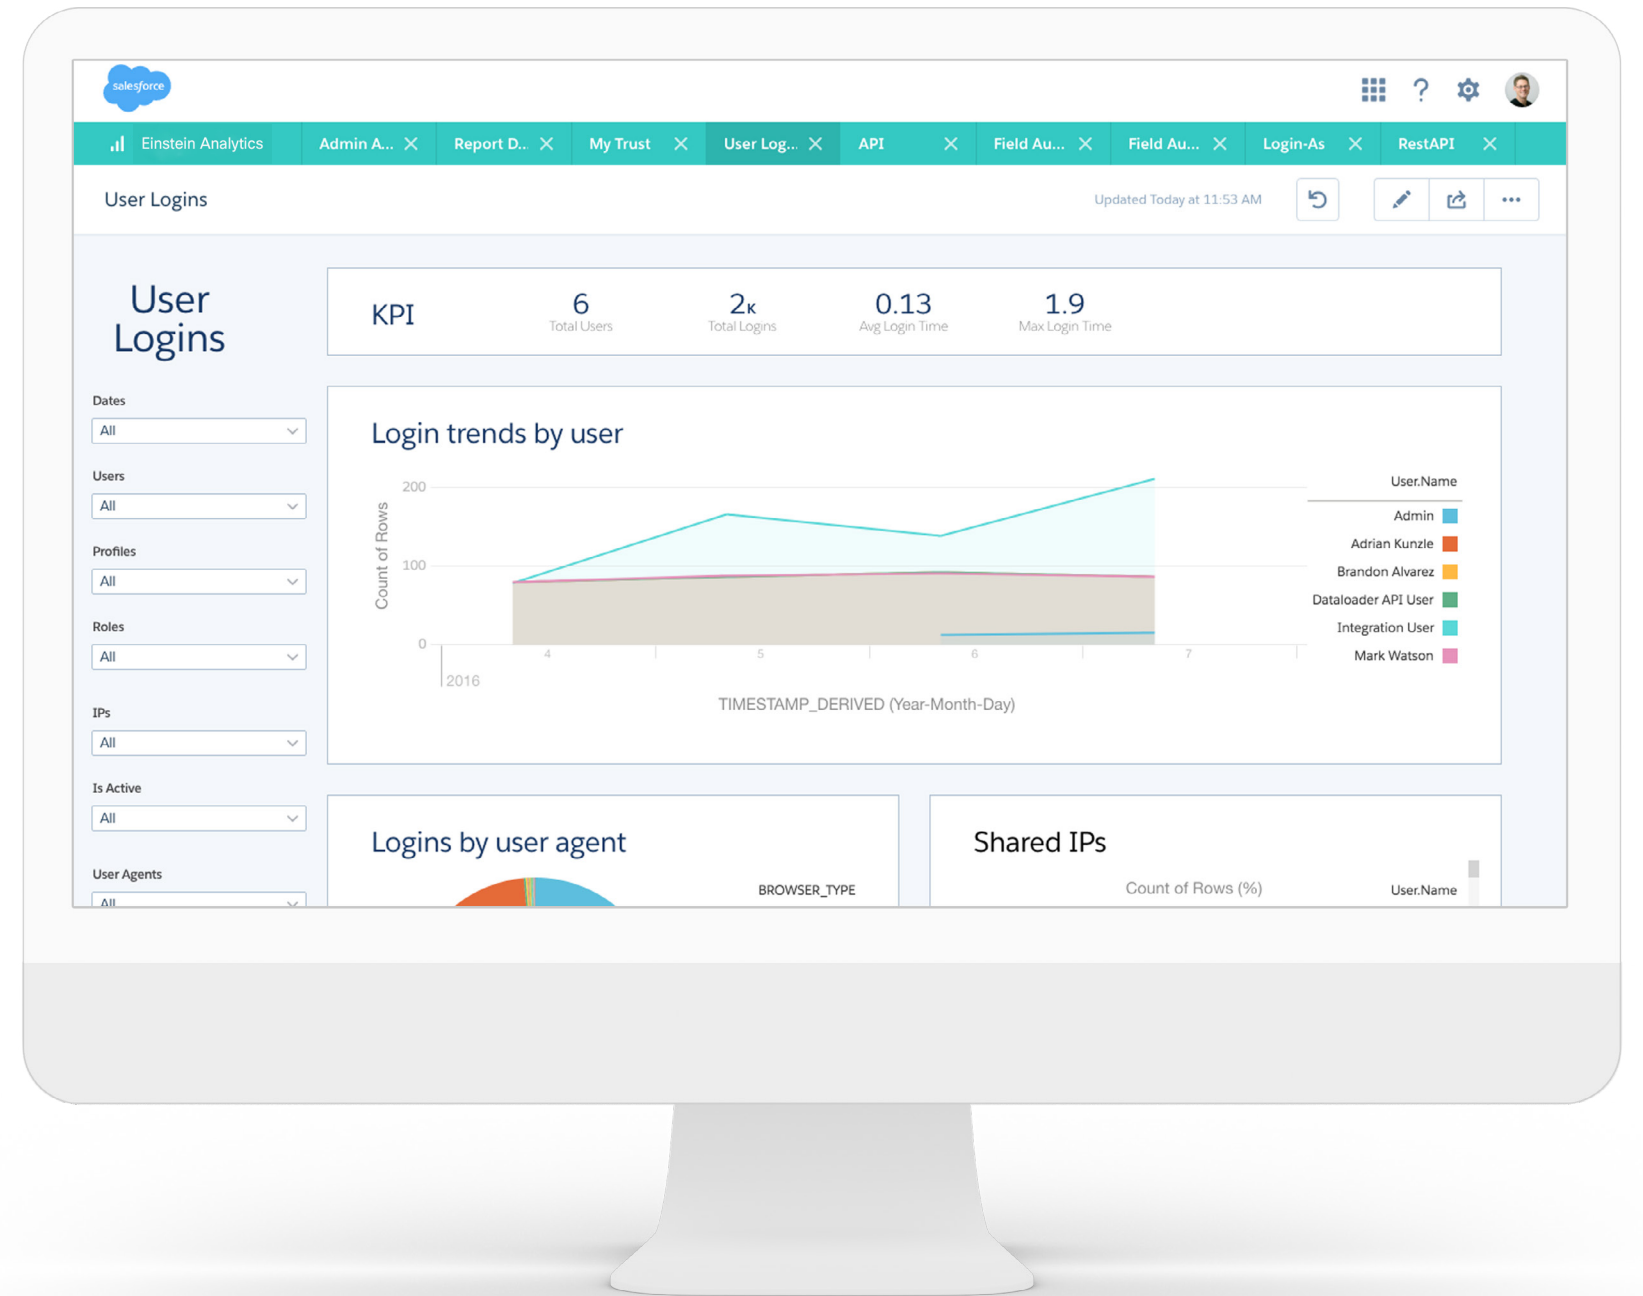 salesforce
Einstein Analytics
Admin A...
Report D..
My Trust
User Log...
API
Field Au...
Field Au...
Login-As
RestAPI
User Logins
Updated Today at 11:53 AM
User
Logins
KPI
6
Total Users
2K
Total Logins
0.13
Avg Login Time
1.9
Max Login Time
Dates
All
Users
All
Profiles
All
Roles
All
IPs
All
Is Active
All
User Agents
All
Login trends by user
Count of Rows
200
100
0
4
5
6
7
2016
TIMESTAMP_DERIVED (Year-Month-Day)
User.Name
Admin
Adrian Kunzle
Brandon Alvarez
Dataloader API User
Integration User
Mark Watson
Logins by user agent
BROWSER_TYPE
Shared IPs
Count of Rows (%)
User.Name